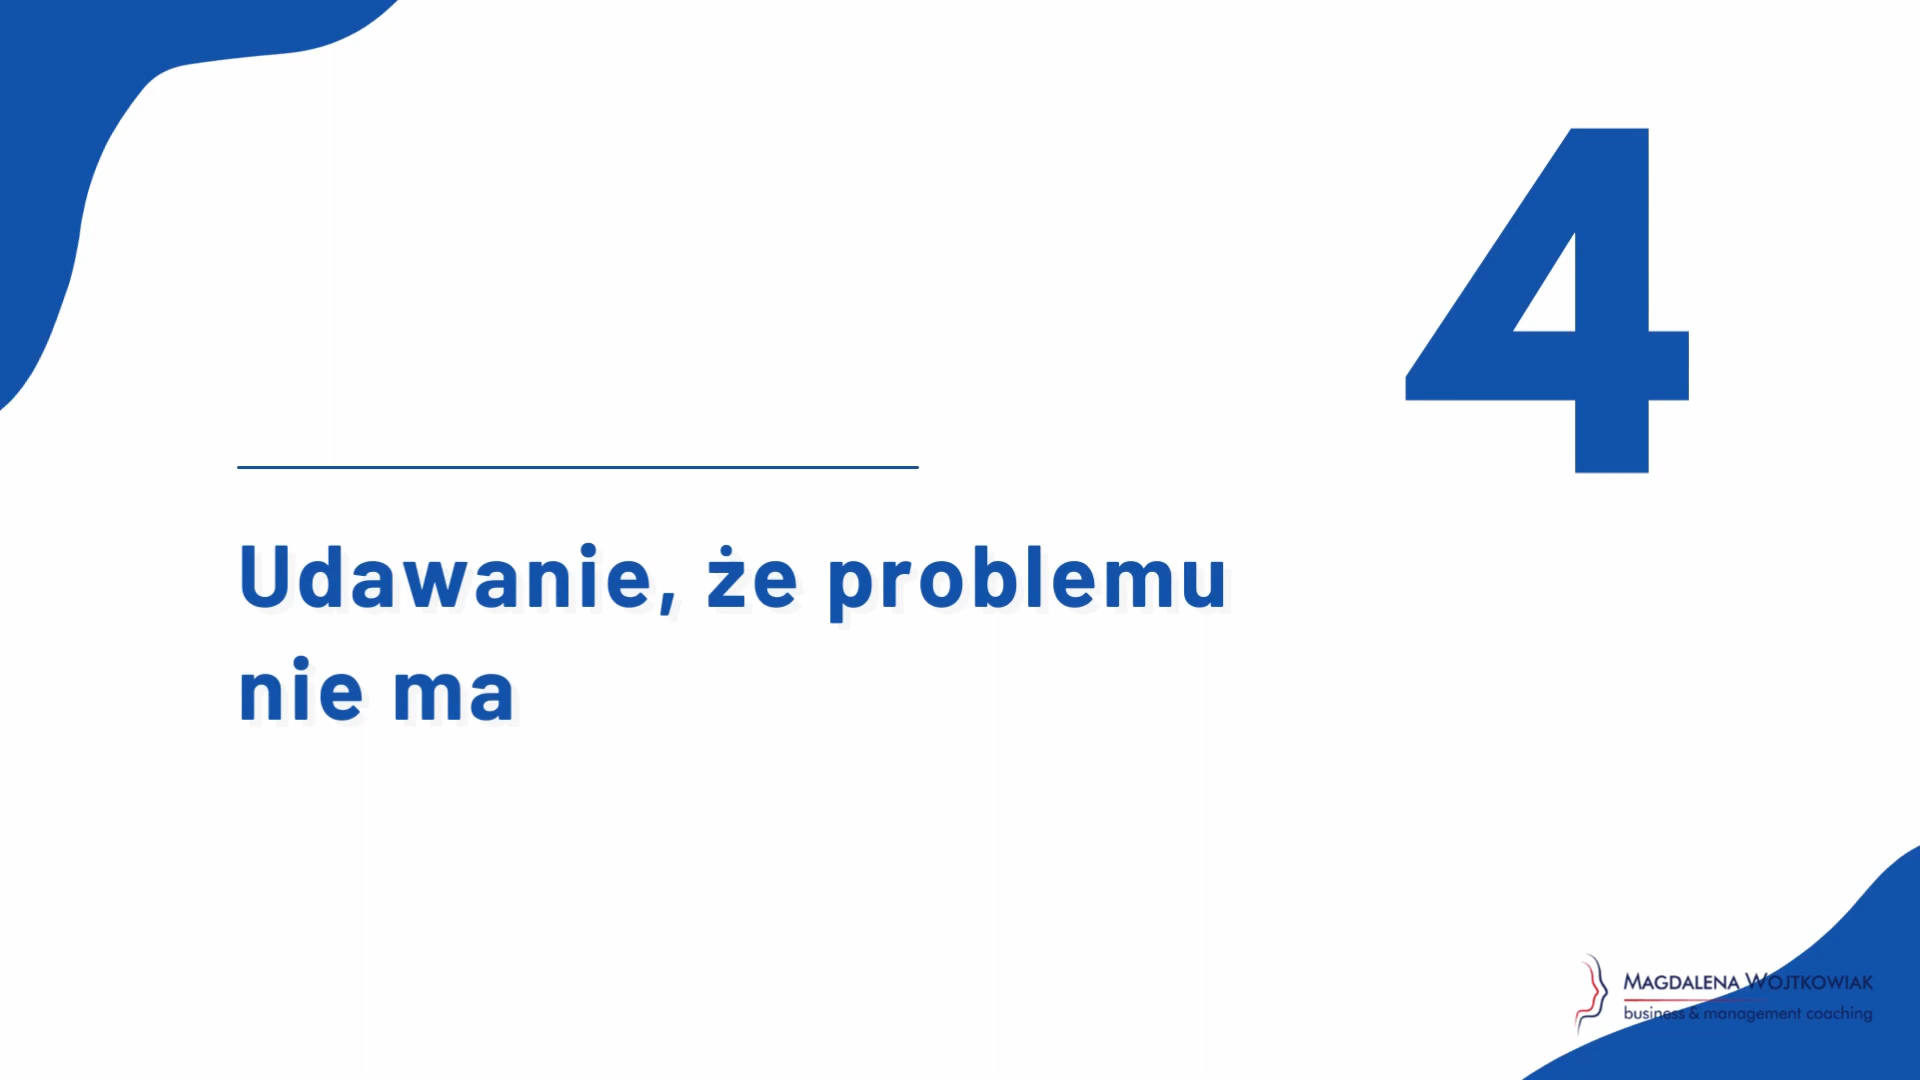 4
Udawanie, że problemu
nie ma
MAGDALENA WOJTKOWIAK
business & management coaching